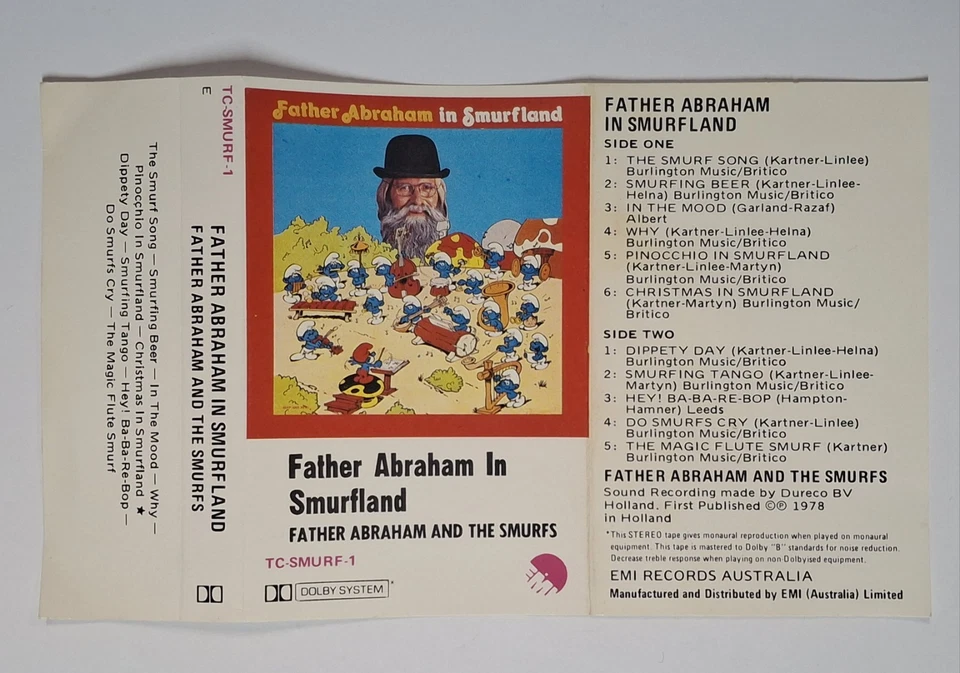 The Smurf Song — Smurfing Beer — In The Mood — Why —
Pinocchio In Smurfland — Christmas In Smurfland ★
Dippety Day — Smurfing Tango — Hey! Ba-Ba-Re-Bop —
Do Smurfs Cry — The Magic Flute Smurf
E
TC-SMURF-1
FATHER ABRAHAM IN SMURFLAND
FATHER ABRAHAM AND THE SMURFS
Father Abraham in Smurfland
Father Abraham In
Smurfland
FATHER ABRAHAM AND THE SMURFS
TC-SMURF-1
DOLBY SYSTEM*
EMI
FATHER ABRAHAM
IN SMURFLAND
SIDE ONE
1: THE SMURF SONG (Kartner-Linlee)
Burlington Music/Britico
2: SMURFING BEER (Kartner-Linlee-
Helna) Burlington Music/Britico
3: IN THE MOOD (Garland-Razaf)
Albert
4: WHY (Kartner-Linlee-Helna)
Burlington Music/Britico
5: PINOCCHIO IN SMURFLAND
(Kartner-Linlee-Martyn)
Burlington Music/Britico
6: CHRISTMAS IN SMURFLAND
(Kartner-Martyn) Burlington Music/
Britico
SIDE TWO
1: DIPPETY DAY (Kartner-Linlee-Helna)
Burlington Music/Britico
2: SMURFING TANGO (Kartner-Linlee-
Martyn) Burlington Music/Britico
3: HEY! BA-BA-RE-BOP (Hampton-
Hamner) Leeds
4: DO SMURFS CRY (Kartner-Linlee)
Burlington Music/Britico
5: THE MAGIC FLUTE SMURF (Kartner)
Burlington Music/Britico
FATHER ABRAHAM AND THE SMURFS
Sound Recording made by Dureco BV
Holland. First Published ©℗ 1978
in Holland
*This STEREO tape gives monaural reproduction when played on monaural
equipment. This tape is mastered to Dolby "B" standards for noise reduction.
Decrease treble response when playing on non Dolbyised equipment.
EMI RECORDS AUSTRALIA
Manufactured and Distributed by EMI (Australia) Limited